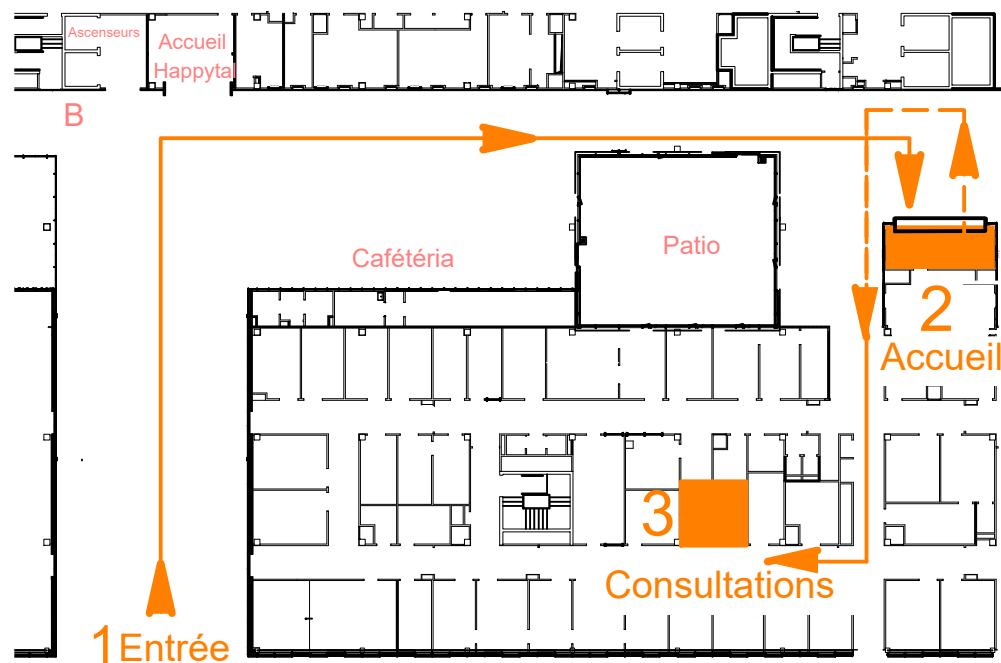 Ascenseurs
Accueil
Happytal
B
Cafétéria
Patio
2
Accueil
3
Consultations
1 Entrée